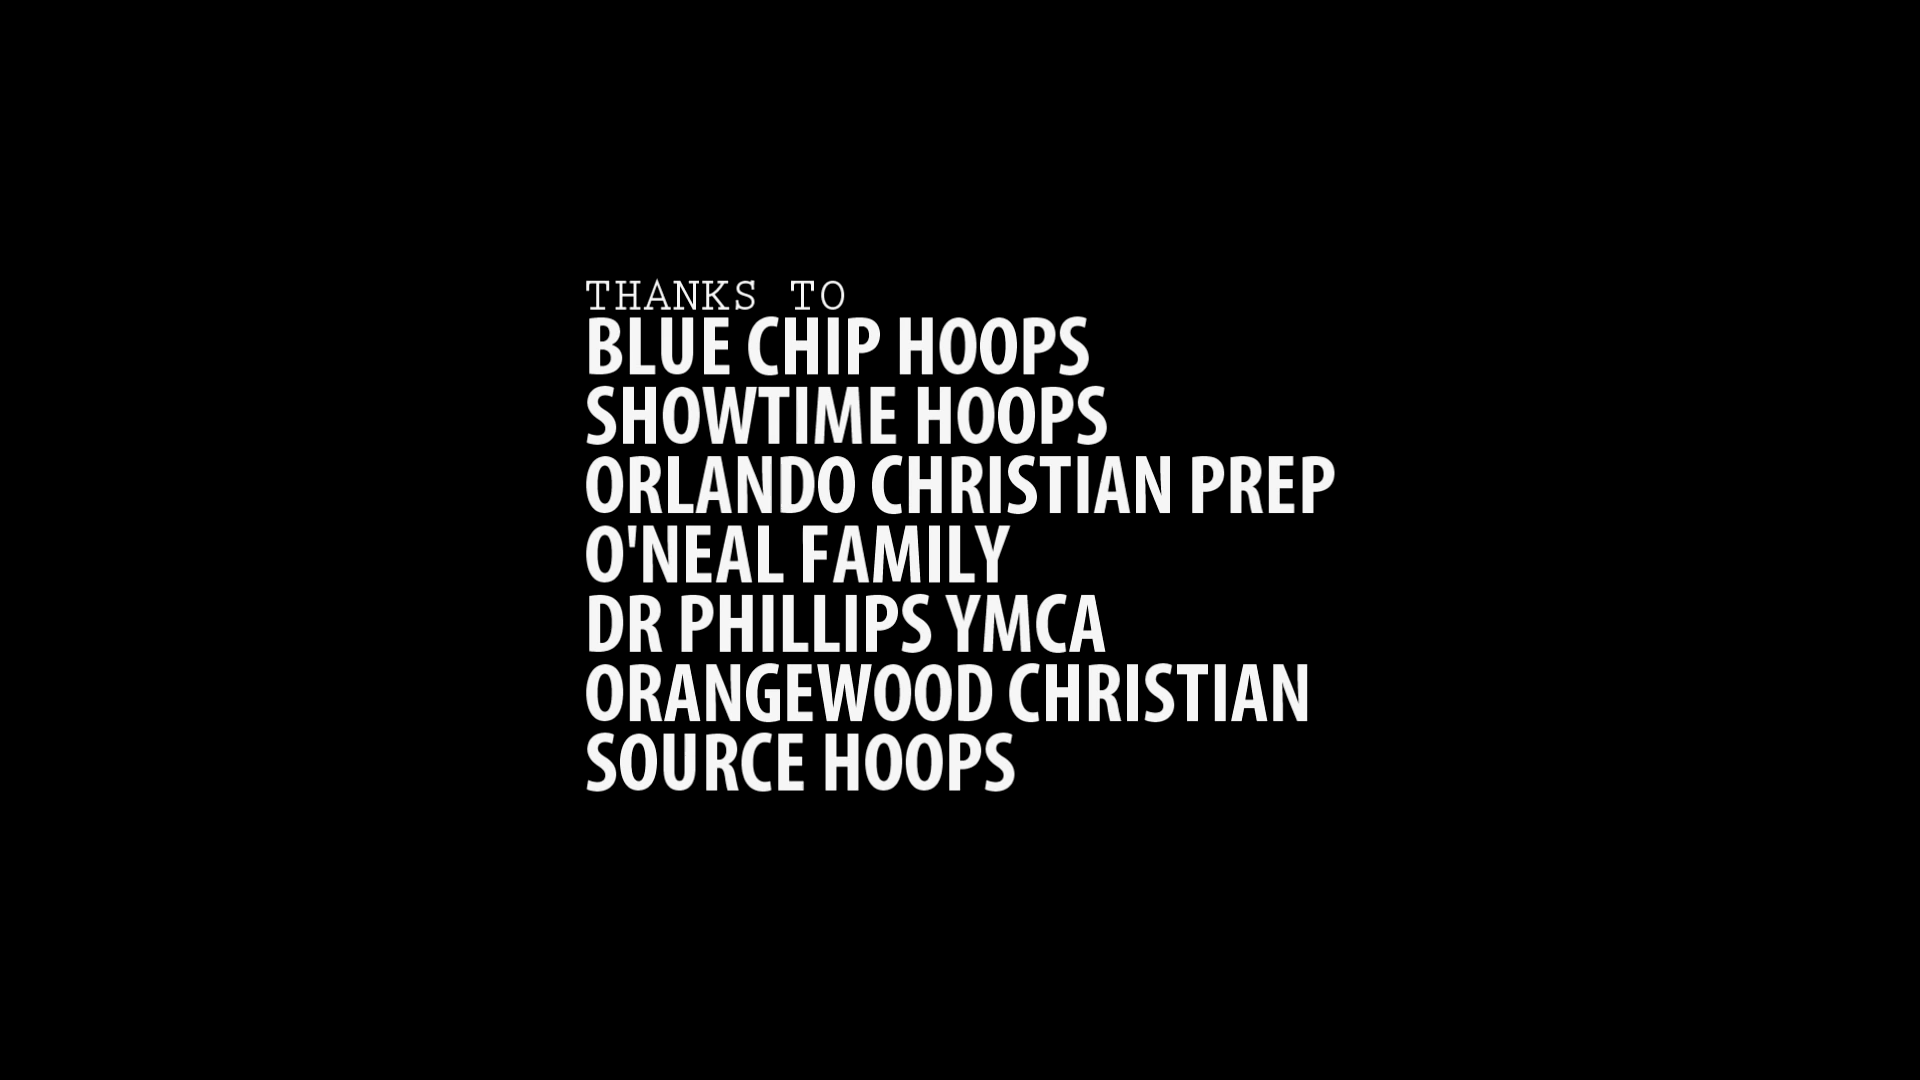 THANKS TO
BLUE CHIP HOOPS
SHOWTIME HOOPS
ORLANDO CHRISTIAN PREP
O'NEAL FAMILY
DR PHILLIPS YMCA
ORANGEWOOD CHRISTIAN
SOURCE HOOPS